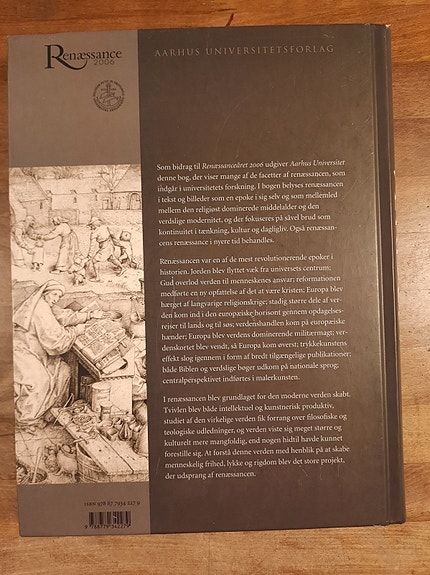 Renæssance
2006
AARHUS UNIVERSITETSFORLAG
Som bidrag til Renæssanceåret 2006 udgiver Aarhus Universitet
denne bog, der viser mange af de facetter af renæssancen, som
indgår i universitetets forskning. I bogen belyses renæssancen
i tekst og billeder som en epoke i sig selv og som mellemled
mellem den religiøst dominerede middelalder og den
verdslige modernitet, og der fokuseres på såvel brud som
kontinuitet i tænkning, kultur og dagligliv. Også renæssan-
cens renæssance i nyere tid behandles.
Renæssancen var en af de mest revolutionerende epoker i
historien. Jorden blev flyttet væk fra universets centrum;
Gud overlod verden til menneskenes anvar; reformationen
medførte en ny opfattelse af det at være kristen; Europa blev
hærget af langvarige religionskrige; stadig større dele af ver-
den kom ind i den europæiske horisont gennem opdagelses-
rejser til lands og til søs; verdenshandlen kom på europæiske
hænder; Europa blev verdens dominerende militærmagt; ver-
denskortet blev vendt, så Europa kom øverst; trykkekunstens
effekt slog igennem i form af bredt tilgængelige publikationer;
både Biblen og verdslige bøger udkom på nationale sprog;
centralperspektivet indførtes i malerkunsten.
I renæssancen blev grundlaget for den moderne verden skabt.
Tvivlen blev både intellektuel og kunstnerisk produktiv,
studiet af den virkelige verden fik forrang over filosofiske og
teologiske udledninger, og verden viste sig meget større og
kulturelt mere mangfoldig, end nogen hidtil havde kunnet
forestille sig. At forstå denne verden med henblik på at skabe
menneskelig frihed, lykke og rigdom blev det store projekt,
der udsprang af renæssancen.
ISBN 978 87 7934 227 9
9 788779 342279